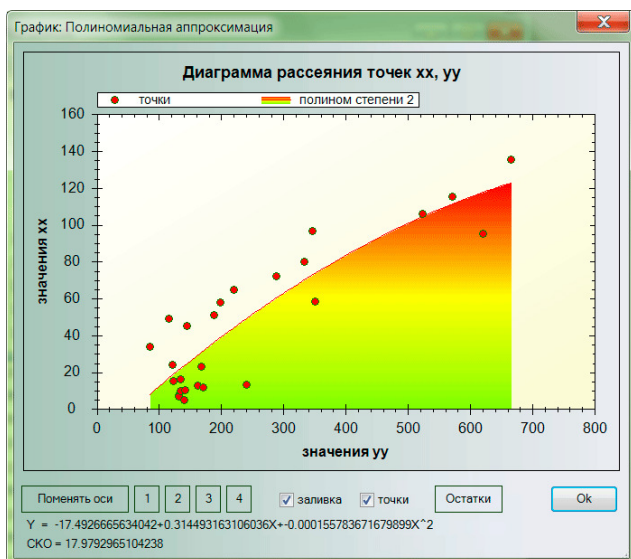 График: Полиномиальная аппроксимация
X
Диаграмма рассеяния точек xx, yy
точки полином степени 2
160
140
120
100
80
60
40
20
0
значения xx
0 100 200 300 400 500 600 700 800
значения yy
Поменять оси 1 2 3 4 заливка точки Остатки Ok
Y = -17.4926665634042+0.314493163106036X+-0.000155783671679899X^2
СКО = 17.9792965104238